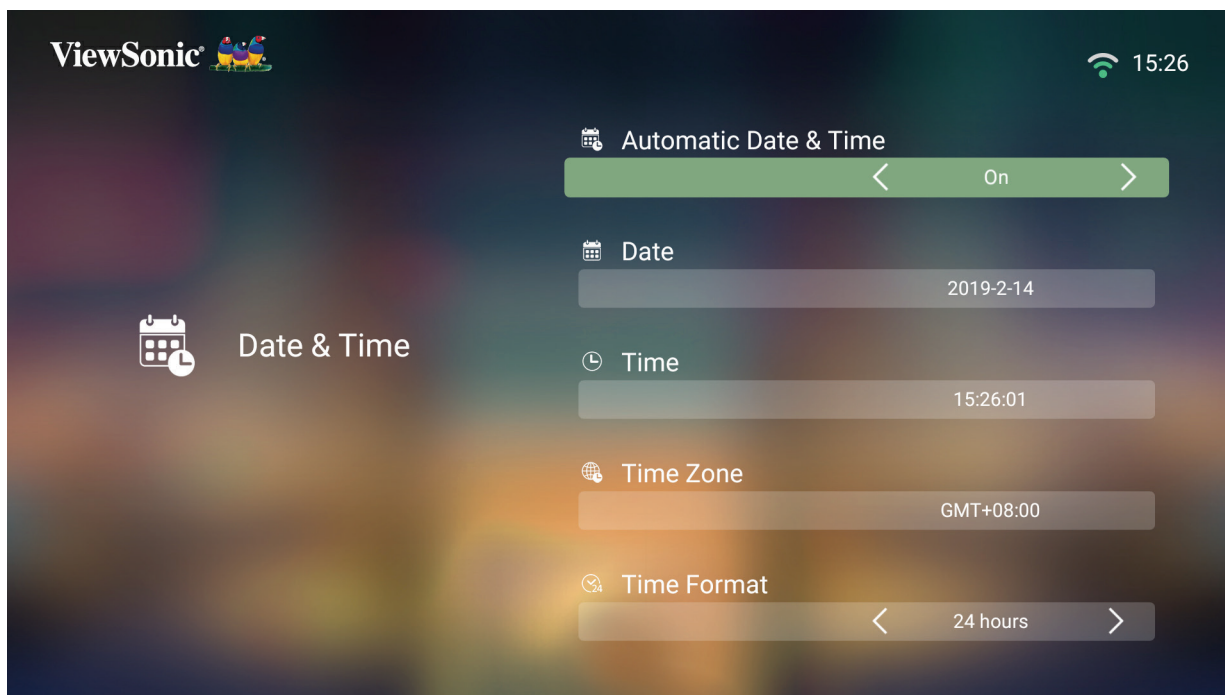 ViewSonic®
15:26
Automatic Date & Time
On
Date
2019-2-14
Date & Time
Time
15:26:01
Time Zone
GMT+08:00
24
Time Format
24 hours